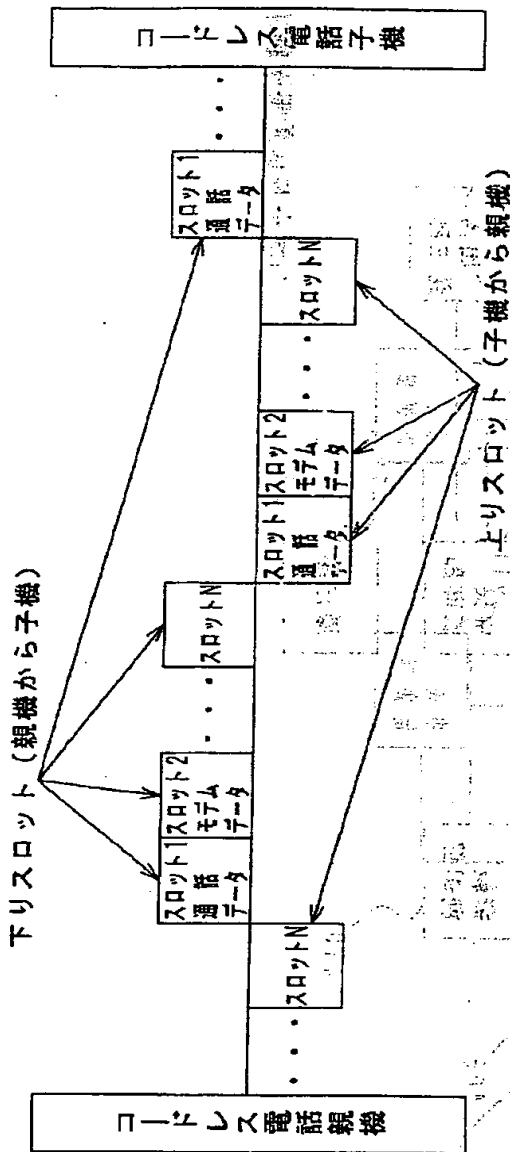 下りスロット(親機から子機)
コードレス電話親機
スロットN
スロット1
通話
データ
スロット2
モデム
データ
スロットN
スロット1
通話
データ
スロット2
モデム
データ
スロットN
スロット1
通話
データ
コードレス電話子機
上りスロット(子機から親機)